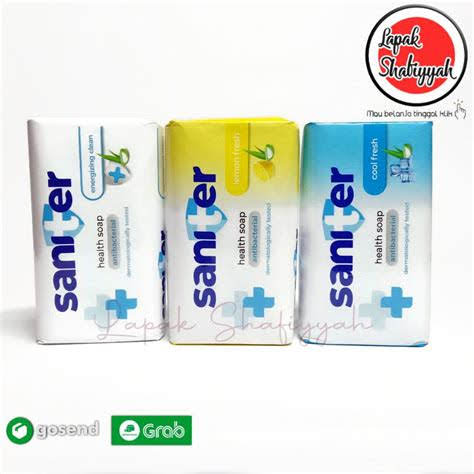 Lapak
Shafiyyah
Mau belanja tinggal klik
saniter
health soap
antibacterial
dermatologically tested
energizing clean
saniter
health soap
antibacterial
dermatologically tested
lemon fresh
saniter
health soap
antibacterial
dermatologically tested
cool fresh
Lapak Shafiyyah
gosend
Grab